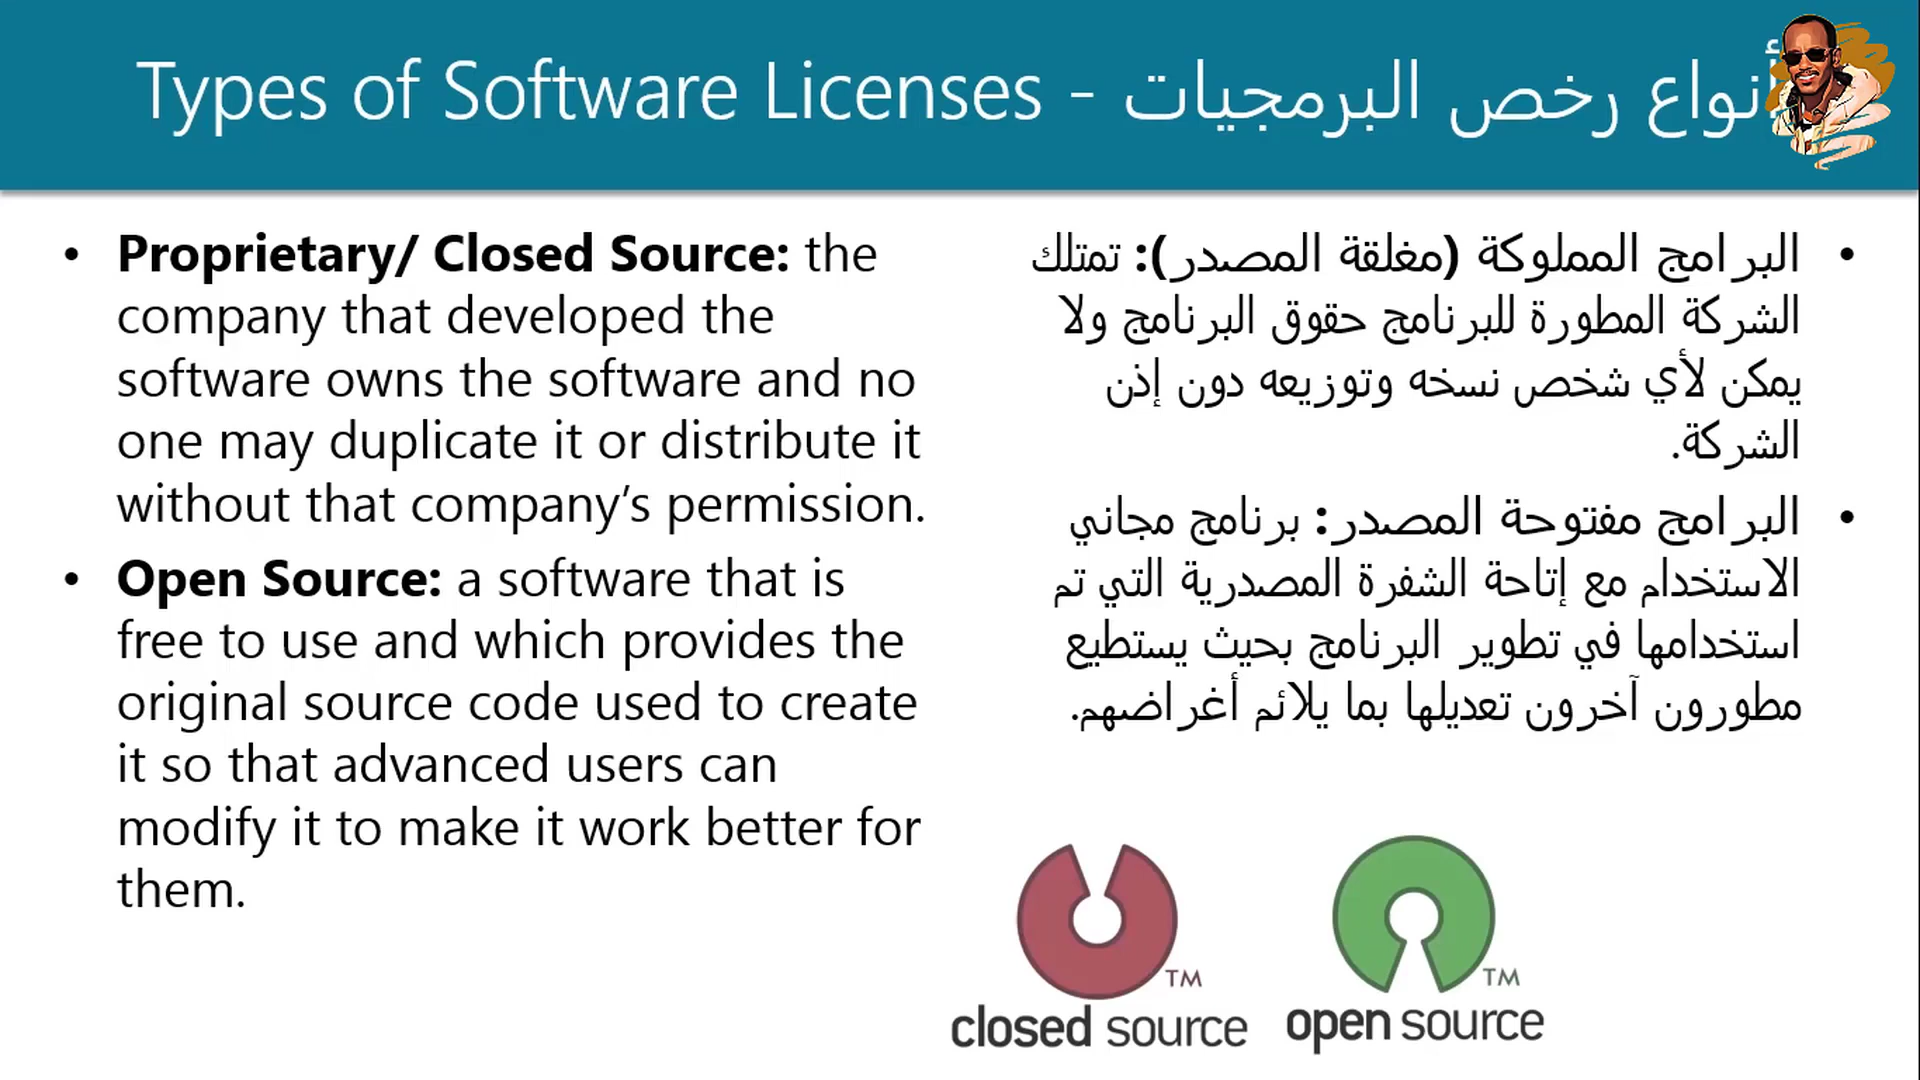 Types of Software Licenses - أنواع رخص البرمجيات
• Proprietary/ Closed Source: the
company that developed the
software owns the software and no
one may duplicate it or distribute it
without that company’s permission.
• Open Source: a software that is
free to use and which provides the
original source code used to create
it so that advanced users can
modify it to make it work better for
them.
• البرامج المملوكة (مغلقة المصدر): تمتلك
الشركة المطورة للبرنامج حقوق البرنامج ولا
يمكن لأي شخص نسخه وتوزيعه دون إذن
الشركة.
• البرامج مفتوحة المصدر: برنامج مجاني
الاستخدام مع إتاحة الشفرة المصدرية التي تم
استخدامها في تطوير البرنامج بحيث يستطيع
مطورون آخرون تعديلها بما يلائم أغراضهم.
TM
closed source
TM
open source